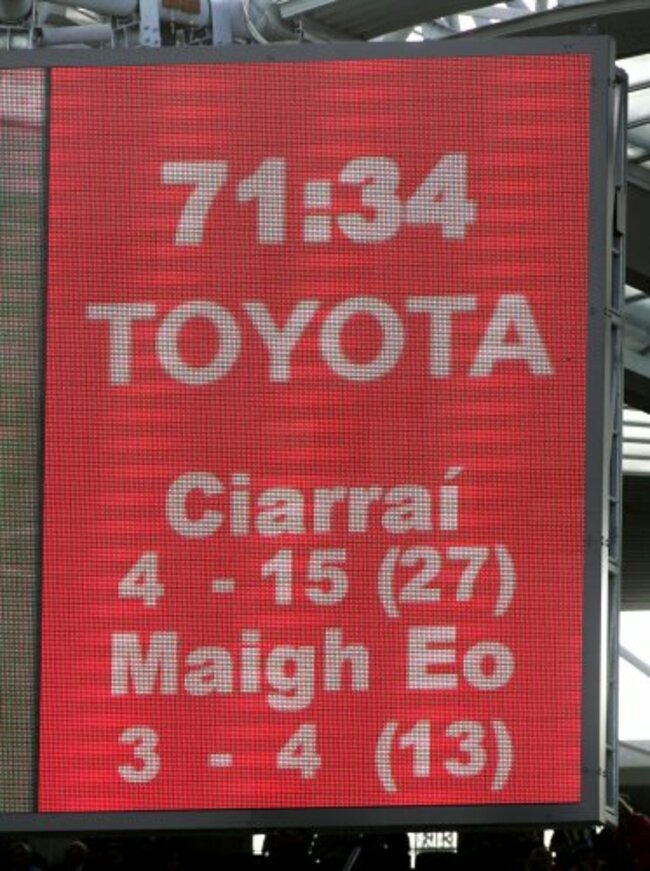 71:34
TOYOTA
Ciarraí
4 - 15 (27)
Maigh Eo
3 - 4 (13)